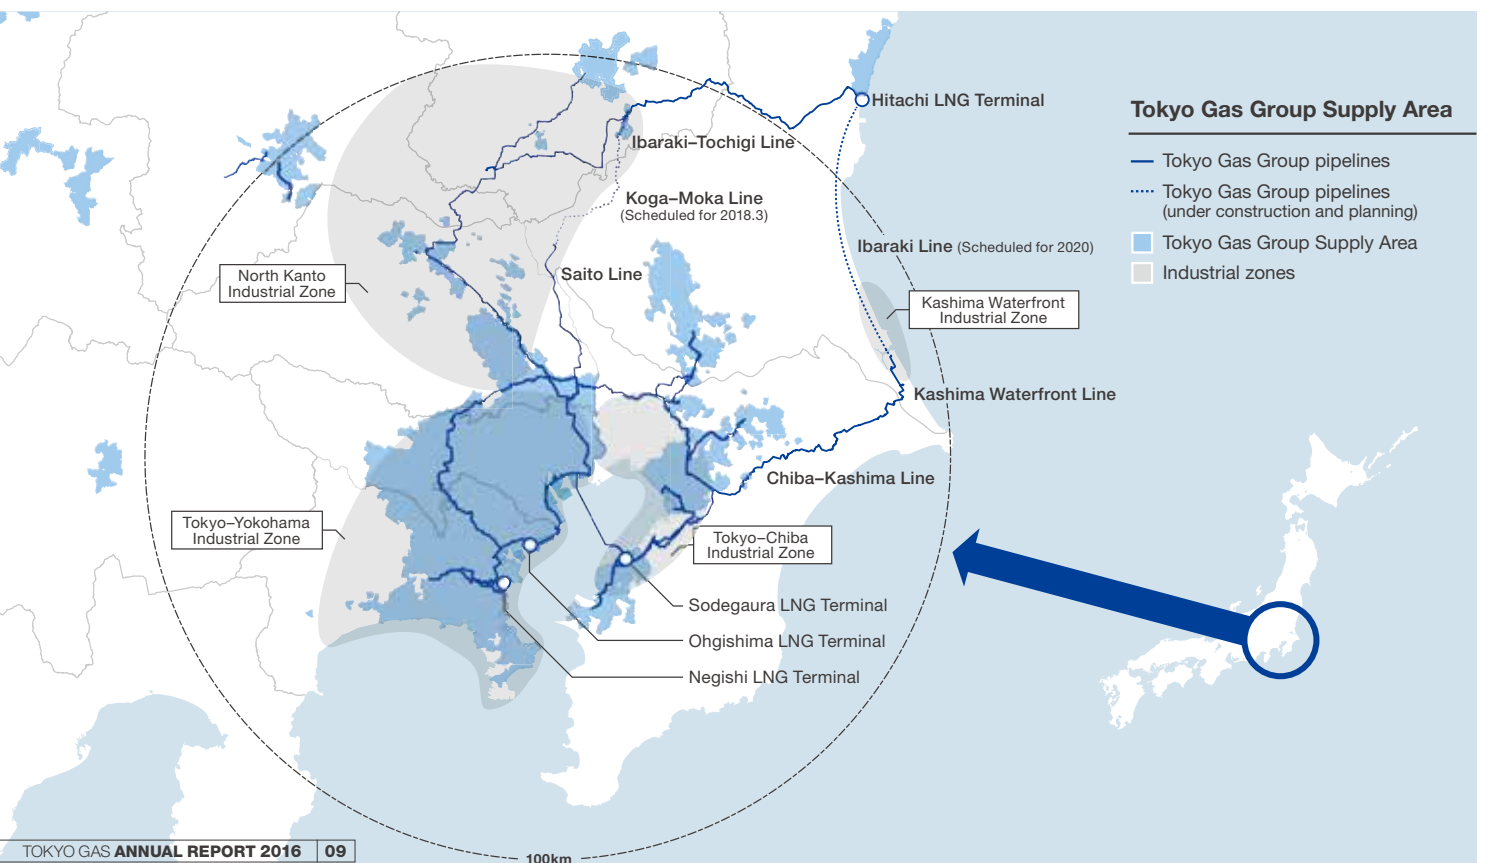 Hitachi LNG Terminal
Ibaraki–Tochigi Line
Koga–Moka Line
(Scheduled for 2018.3)
Ibaraki Line (Scheduled for 2020)
Saito Line
North Kanto
Industrial Zone
Kashima Waterfront
Industrial Zone
Kashima Waterfront Line
Chiba–Kashima Line
Tokyo–Yokohama
Industrial Zone
Tokyo–Chiba
Industrial Zone
Sodegaura LNG Terminal
Ohgishima LNG Terminal
Negishi LNG Terminal
100km
Tokyo Gas Group Supply Area
Tokyo Gas Group pipelines
Tokyo Gas Group pipelines
(under construction and planning)
Tokyo Gas Group Supply Area
Industrial zones
TOKYO GAS ANNUAL REPORT 2016 09